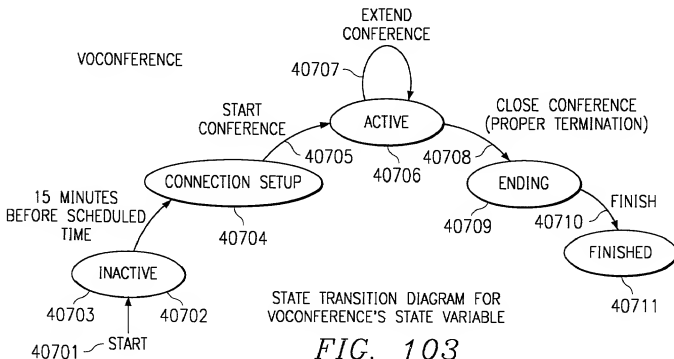 EXTEND
CONFERENCE
VOCONFERENCE
40707
START
CONFERENCE
ACTIVE
CLOSE CONFERENCE
(PROPER TERMINATION)
40705
40706
40708
15 MINUTES
BEFORE SCHEDULED
TIME
CONNECTION SETUP
40704
ENDING
40709
40710
FINISH
INACTIVE
FINISHED
40703
40702
40711
40701
START
STATE TRANSITION DIAGRAM FOR
VOCONFERENCE'S STATE VARIABLE
FIG. 103